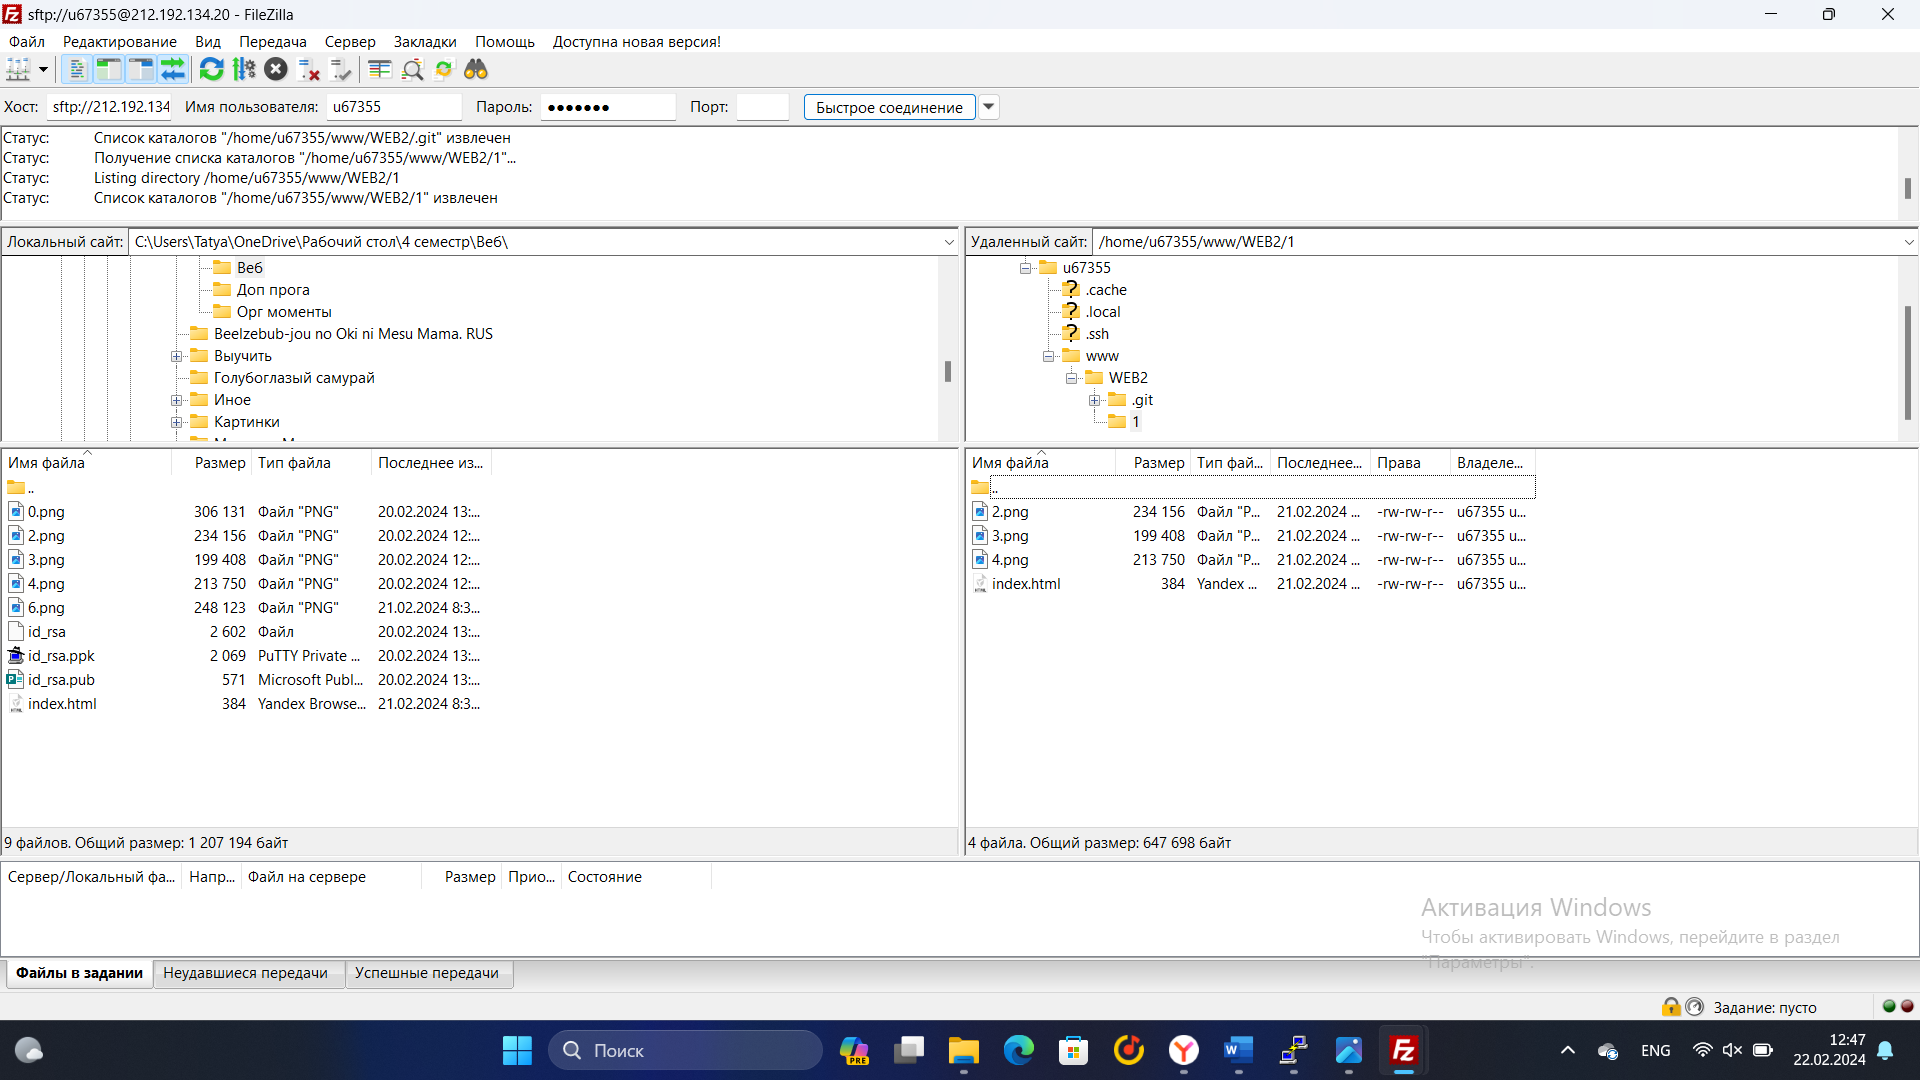 sftp://u67355@212.192.134.20 - FileZilla
Файл Редактирование Вид Передача Сервер Закладки Помощь Доступна новая версия!
Хост: sftp://212.192.134 Имя пользователя: u67355 Пароль: ●●●●●●● Порт: Быстрое соединение
Статус: Список каталогов "/home/u67355/www/WEB2/.git" извлечен
Статус: Получение списка каталогов "/home/u67355/www/WEB2/1"...
Статус: Listing directory /home/u67355/www/WEB2/1
Статус: Список каталогов "/home/u67355/www/WEB2/1" извлечен
Локальный сайт: C:\Users\Tatya\OneDrive\Рабочий стол\4 семестр\Веб\
Веб
Доп прога
Орг моменты
Beelzebub-jou no Oki ni Mesu Mama. RUS
Выучить
Голубоглазый самурай
Иное
Картинки
Имя файла Размер Тип файла Последнее из...
..
0.png 306 131 Файл "PNG" 20.02.2024 13:...
2.png 234 156 Файл "PNG" 20.02.2024 12:...
3.png 199 408 Файл "PNG" 20.02.2024 12:...
4.png 213 750 Файл "PNG" 20.02.2024 12:...
6.png 248 123 Файл "PNG" 21.02.2024 8:3...
id_rsa 2 602 Файл 20.02.2024 13:...
id_rsa.ppk 2 069 PuTTY Private ... 20.02.2024 13:...
id_rsa.pub 571 Microsoft Publ... 20.02.2024 13:...
index.html 384 Yandex Browse... 21.02.2024 8:3...
9 файлов. Общий размер: 1 207 194 байт
Удаленный сайт: /home/u67355/www/WEB2/1
u67355
.cache
.local
.ssh
www
WEB2
.git
1
Имя файла Размер Тип фай... Последнее... Права Владеле...
..
2.png 234 156 Файл "P... 21.02.2024 ... -rw-rw-r-- u67355 u...
3.png 199 408 Файл "P... 21.02.2024 ... -rw-rw-r-- u67355 u...
4.png 213 750 Файл "P... 21.02.2024 ... -rw-rw-r-- u67355 u...
index.html 384 Yandex ... 21.02.2024 ... -rw-rw-r-- u67355 u...
4 файла. Общий размер: 647 698 байт
Сервер/Локальный фа... Напр... Файл на сервере Размер Прио... Состояние
Активация Windows
Чтобы активировать Windows, перейдите в раздел
"Параметры".
Файлы в задании Неудавшиеся передачи Успешные передачи
Задание: пусто
Поиск
PRE
ENG
12:47
22.02.2024